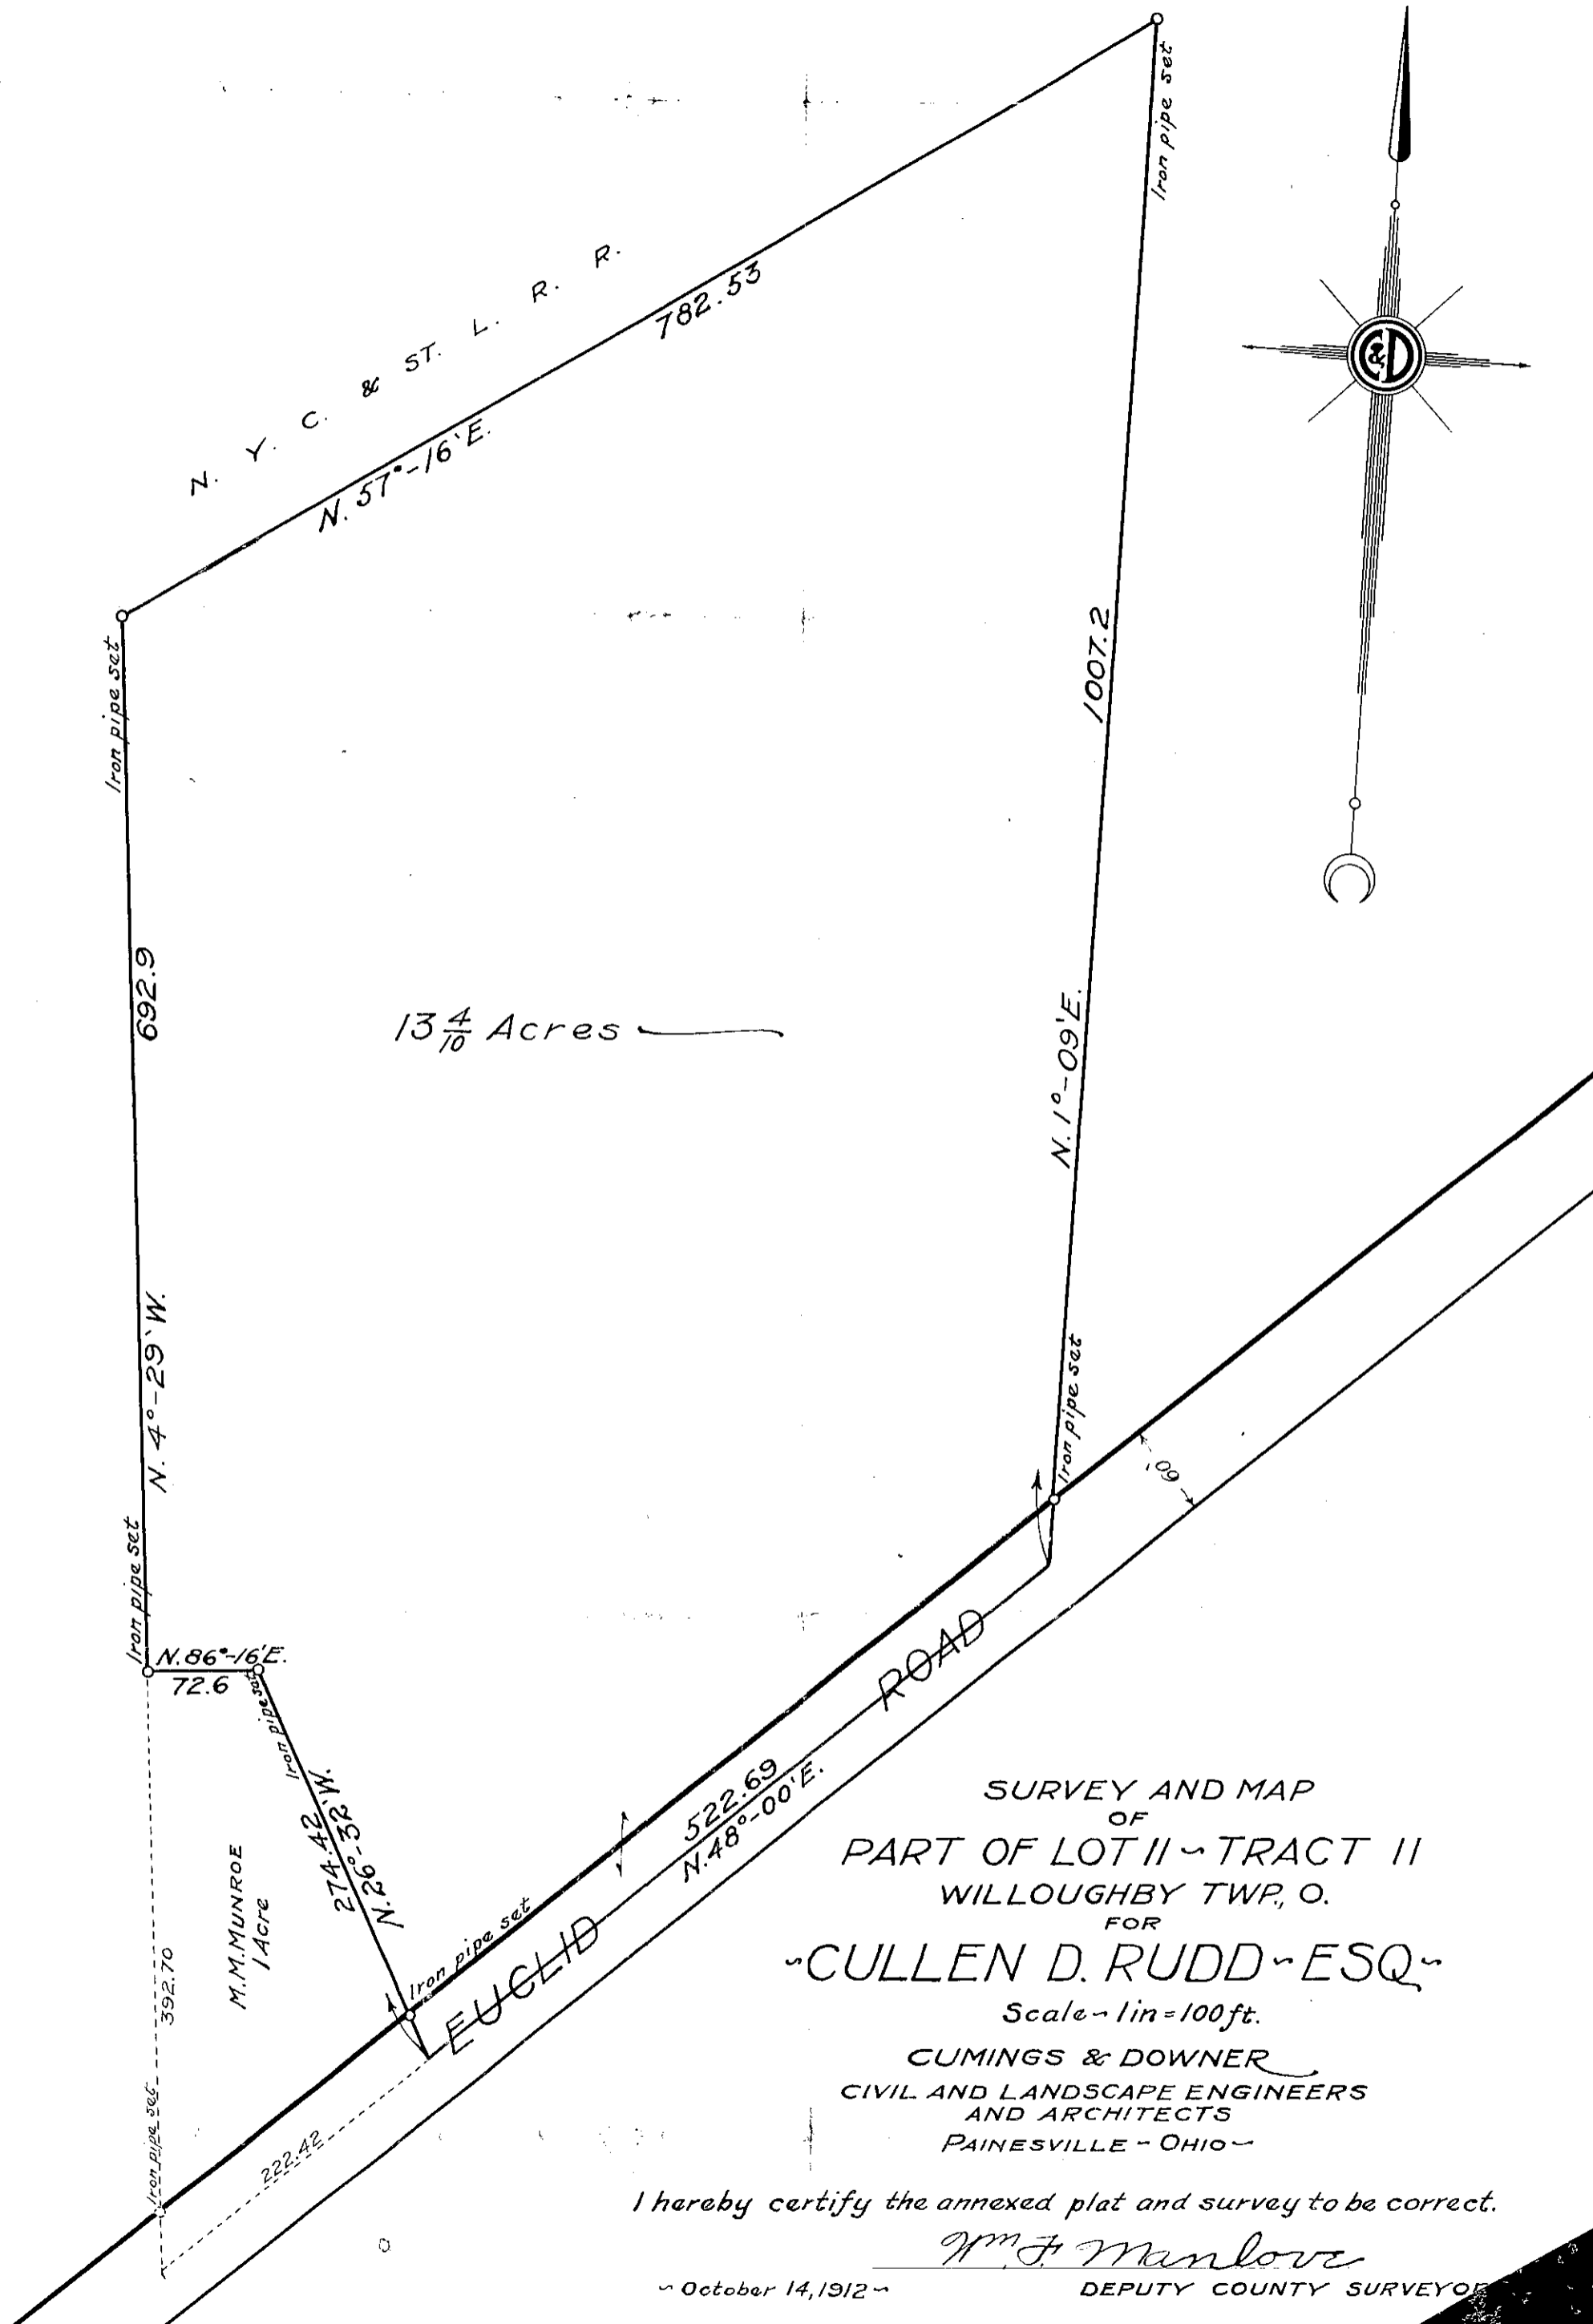 Iron pipe set
N. Y. C. & ST. L. R. R.
782.53
N. 57°-16'E.
C & D
Iron pipe set
692.9
N. 4°-29'W.
Iron pipe set
1007.2
N. 1°-09'E.
Iron pipe set
13 4/10 Acres
60'
N. 86°-16'E.
72.6
Iron pipe set
274.42
N. 26°-32'W.
M. M. MUNROE
1 Acre
392.70
Iron pipe set
Iron pipe set
222.42
EUCLID ROAD
522.69
N. 48°-00'E.
SURVEY AND MAP
OF
PART OF LOT 11 ~ TRACT 11
WILLOUGHBY TWP., O.
FOR
~CULLEN D. RUDD~ESQ~
Scale ~ 1in = 100 ft.
CUMINGS & DOWNER
CIVIL AND LANDSCAPE ENGINEERS
AND ARCHITECTS
PAINESVILLE ~ OHIO ~
I hereby certify the annexed plat and survey to be correct.
Wm. F. Manlove
~ October 14, 1912 ~
DEPUTY COUNTY SURVEYOR